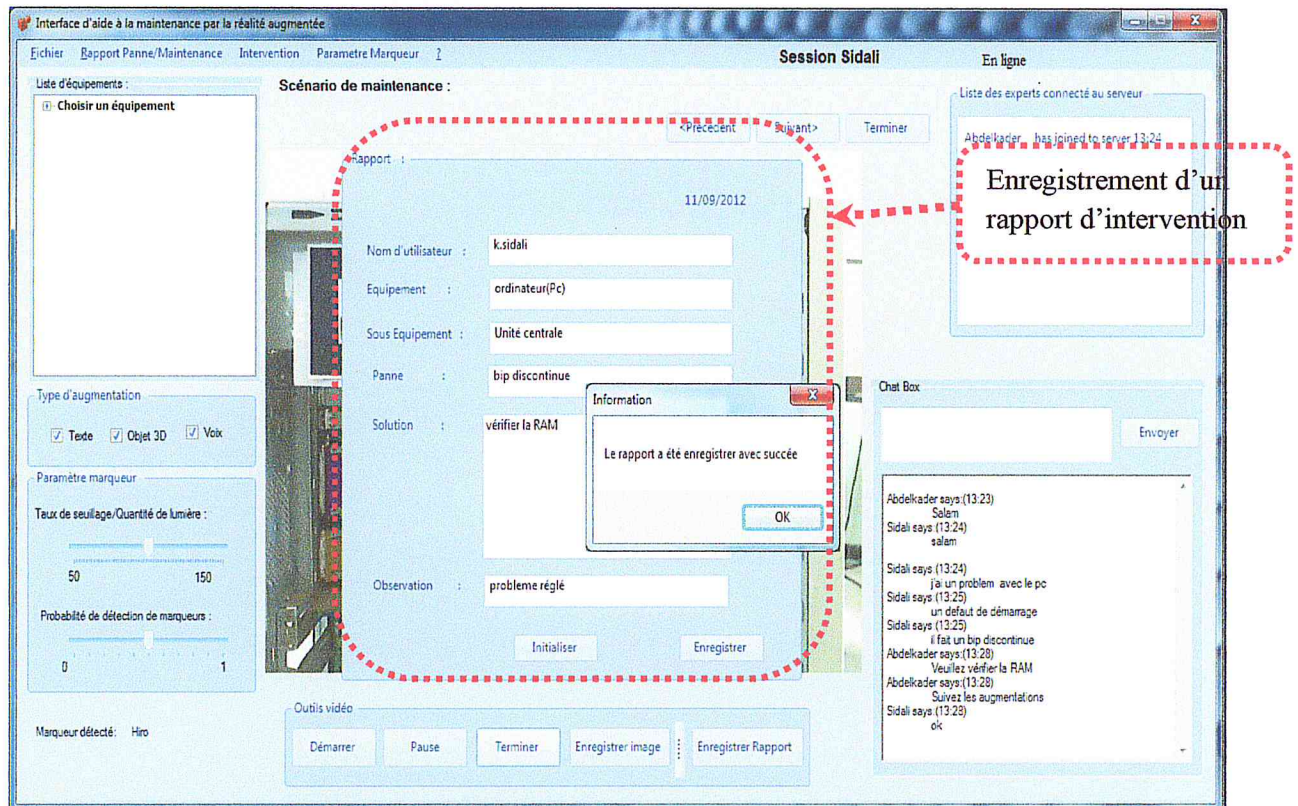 Interface d'aide à la maintenance par la réalité augmentée
Fichier Rapport Panne/Maintenance Intervention Parametre Marqueur ?
Session Sidali
En ligne
Liste d'équipements :
Choisir un équipement
Scénario de maintenance :
<Précédent Suivant> Terminer
Liste des experts connecté au serveur
Abdelkader has joined to server 13:24
Enregistrement d'un
rapport d'intervention
Rapport :
11/09/2012
Nom d'utilisateur : k.sidali
Equipement : ordinateur(Pc)
Sous Equipement : Unité centrale
Panne : bip discontinue
Solution : vérifier la RAM
Observation : probleme réglé
Initialiser Enregistrer
Information
Le rapport a été enregistrer avec succée
OK
Type d'augmentation
Texte Objet 3D Voix
Paramètre marqueur
Taux de seuillage/Quantité de lumière :
50 150
Probabilité de détection de marqueurs :
0 1
Marqueur détecté: Hiro
Outils vidéo
Démarrer Pause Terminer Enregistrer image Enregistrer Rapport
Chat Box
Envoyer
Abdelkader says:(13:23)
Salam
Sidali says:(13:24)
salam
Sidali says:(13:24)
j'ai un problem avec le pc
Sidali says:(13:25)
un defaut de démarrage
Sidali says:(13:25)
il fait un bip discontinue
Abdelkader says:(13:28)
Veuillez vérifier la RAM
Abdelkader says:(13:28)
Suivez les augmentations
Sidali says:(13:28)
ok